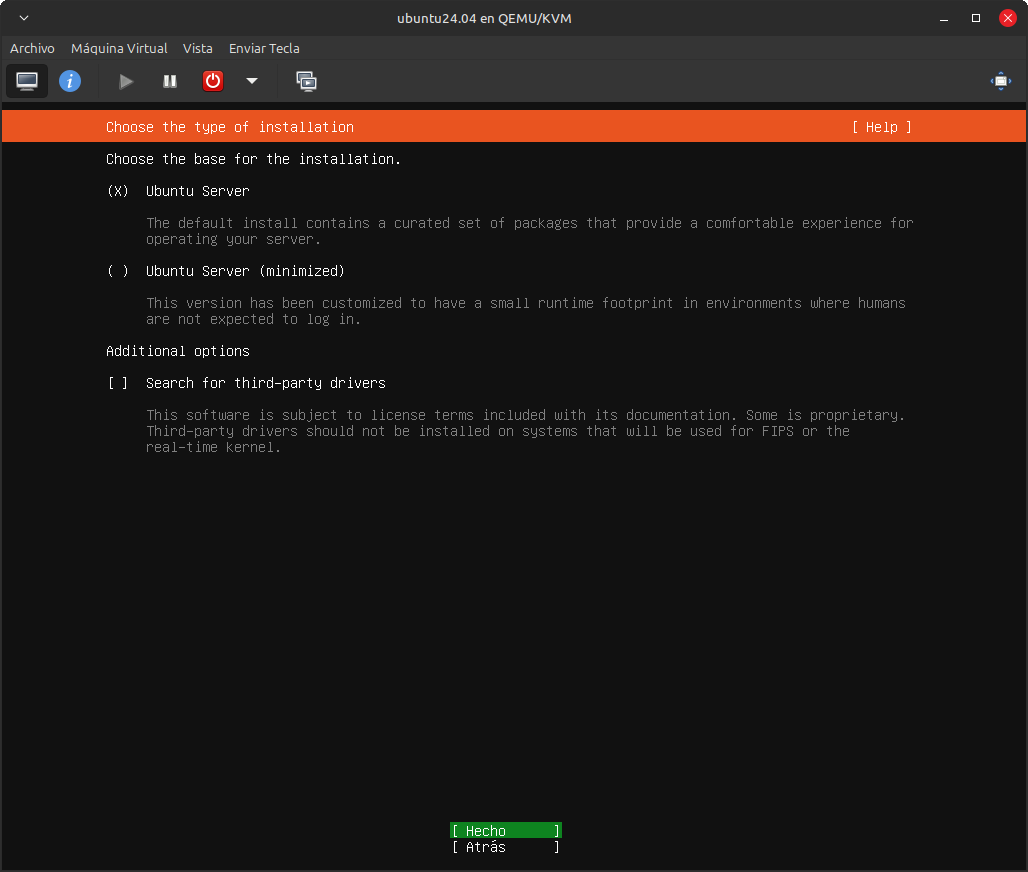 ubuntu24.04 en QEMU/KVM
Archivo Máquina Virtual Vista Enviar Tecla
Choose the type of installation [ Help ]
Choose the base for the installation.
(X) Ubuntu Server
The default install contains a curated set of packages that provide a comfortable experience for
operating your server.
( ) Ubuntu Server (minimized)
This version has been customized to have a small runtime footprint in environments where humans
are not expected to log in.
Additional options
[ ] Search for third-party drivers
This software is subject to license terms included with its documentation. Some is proprietary.
Third-party drivers should not be installed on systems that will be used for FIPS or the
real-time kernel.
[ Hecho ]
[ Atrás ]